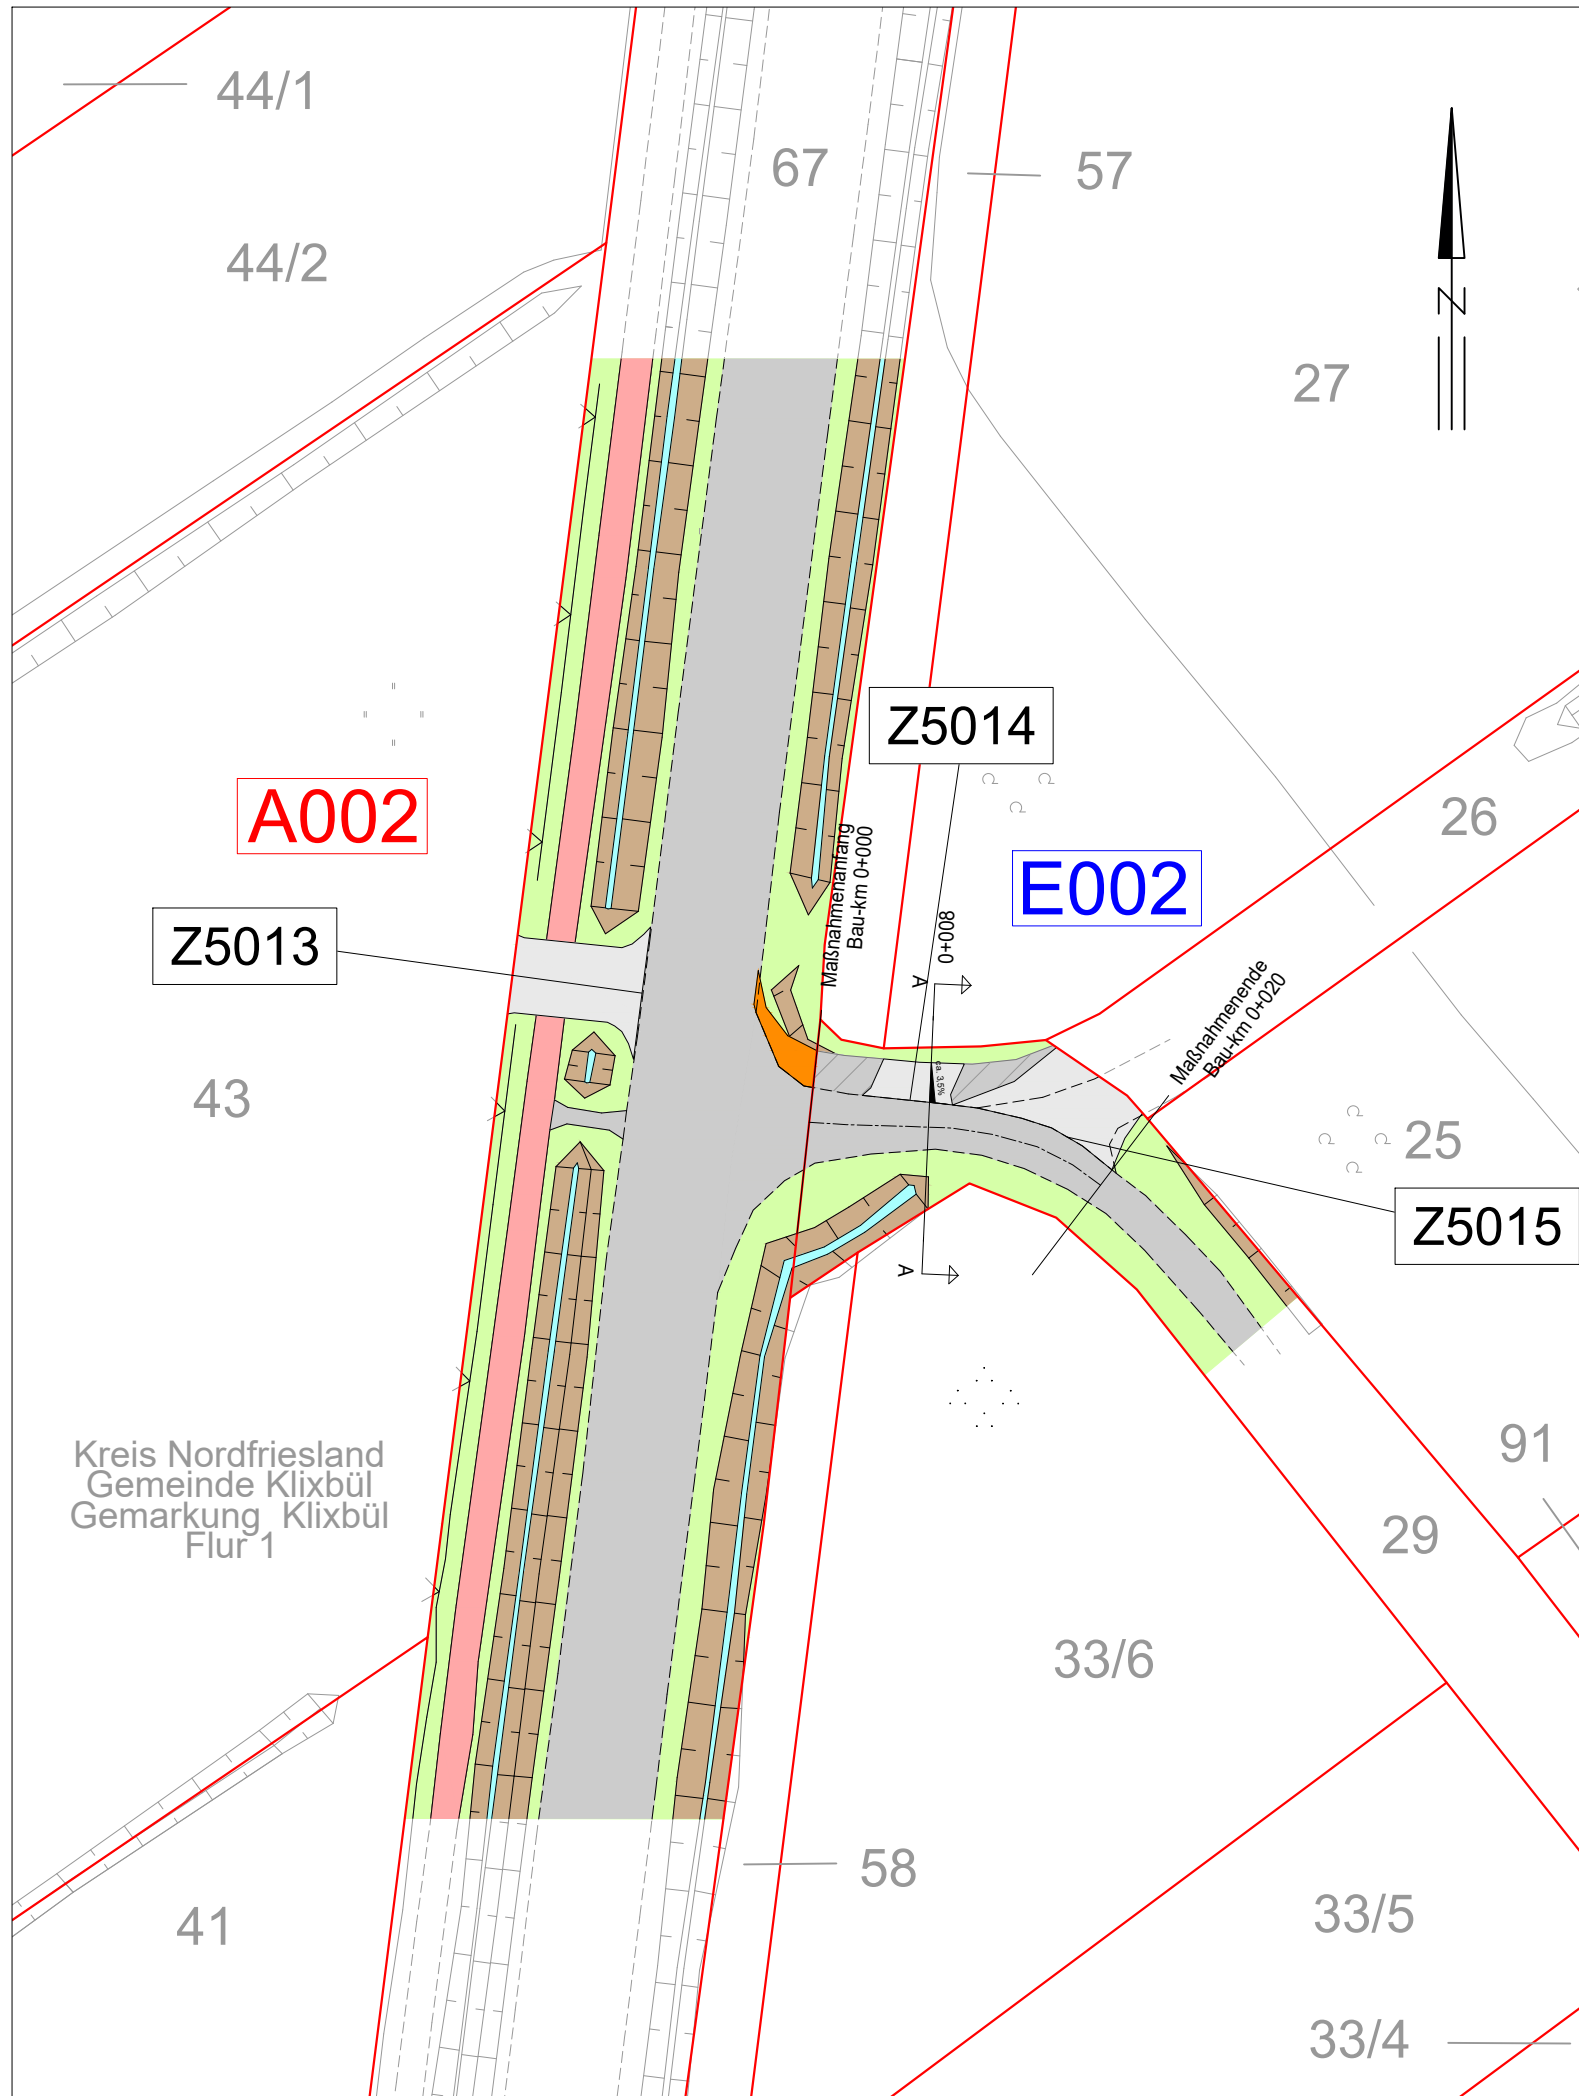 44/1
67
57
44/2
27
Z5014
A002
26
Maßnahmenanfang
Bau-km 0+000
E002
Z5013
0+008
A
N
Maßnahmenende
Bau-km 0+020
ca. 3,5%
43
25
Z5015
A
Kreis Nordfriesland
Gemeinde Klixbül
Gemarkung Klixbül
Flur 1
91
29
33/6
58
33/5
41
33/4